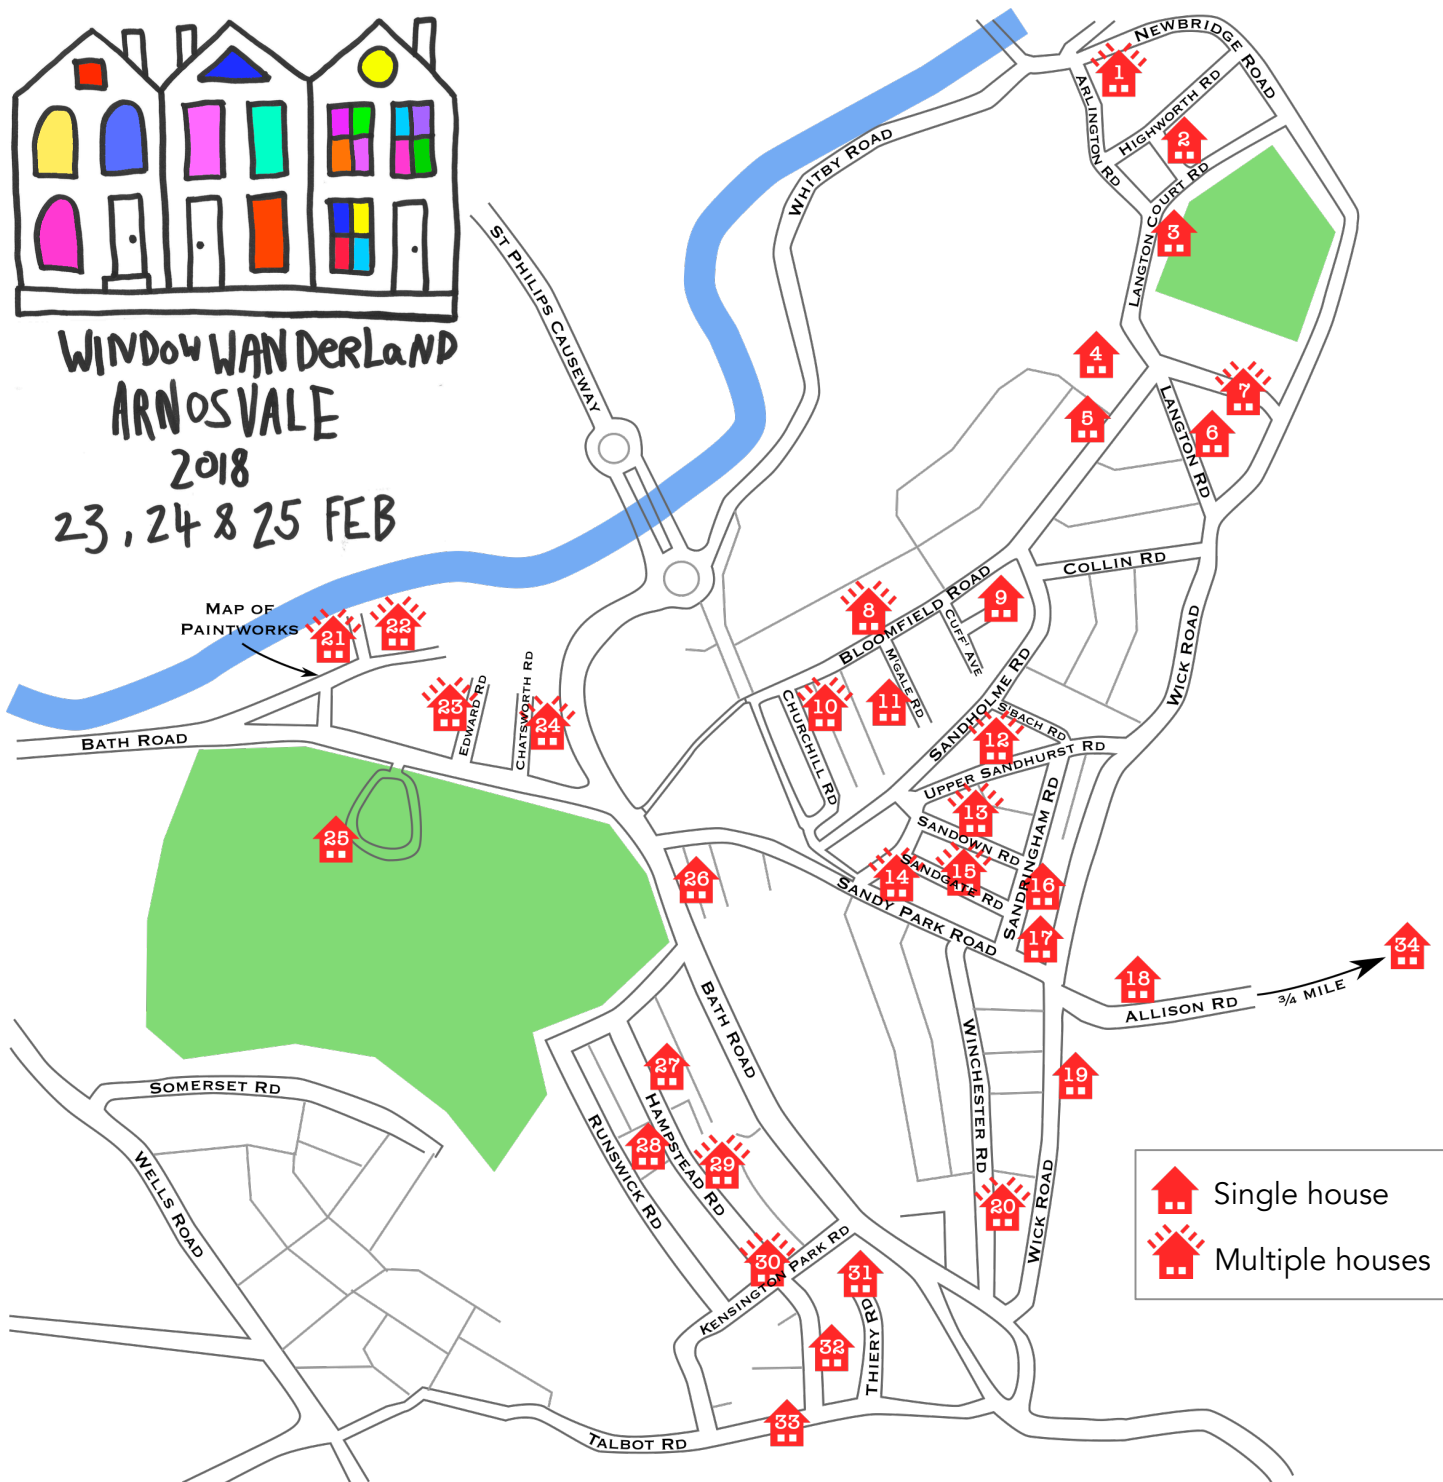 WINDOW WANDERLAND
ARNOSVALE
2018
23, 24 & 25 FEB
NEWBRIDGE ROAD
1
ARLINGTON RD
HIGHWORTH RD
2
WHITBY ROAD
LANGTON COURT RD
3
ST PHILIPS CAUSEWAY
4
7
5
6
LANGTON RD
COLLIN RD
MAP OF
PAINTWORKS
21
22
8
BLOOMFIELD ROAD
9
CUFF' AVE
WICK ROAD
M'GALE RD
23
EDWARD RD
CHATSWORTH RD
24
10
11
CHURCHILL RD
SANDHOLME RD
S'BACH RD
12
BATH ROAD
UPPER SANDHURST RD
13
SANDOWN RD
SANDRINGHAM RD
25
26
14
15
SANDGATE RD
16
SANDY PARK ROAD
17
34
18
3/4 MILE
ALLISON RD
BATH ROAD
WINCHESTER RD
27
19
SOMERSET RD
HAMPSTEAD RD
RUNSWICK RD
28
29
WELLS ROAD
20
WICK ROAD
Single house
Multiple houses
30
KENSINGTON PARK RD
31
32
THIERY RD
33
TALBOT RD